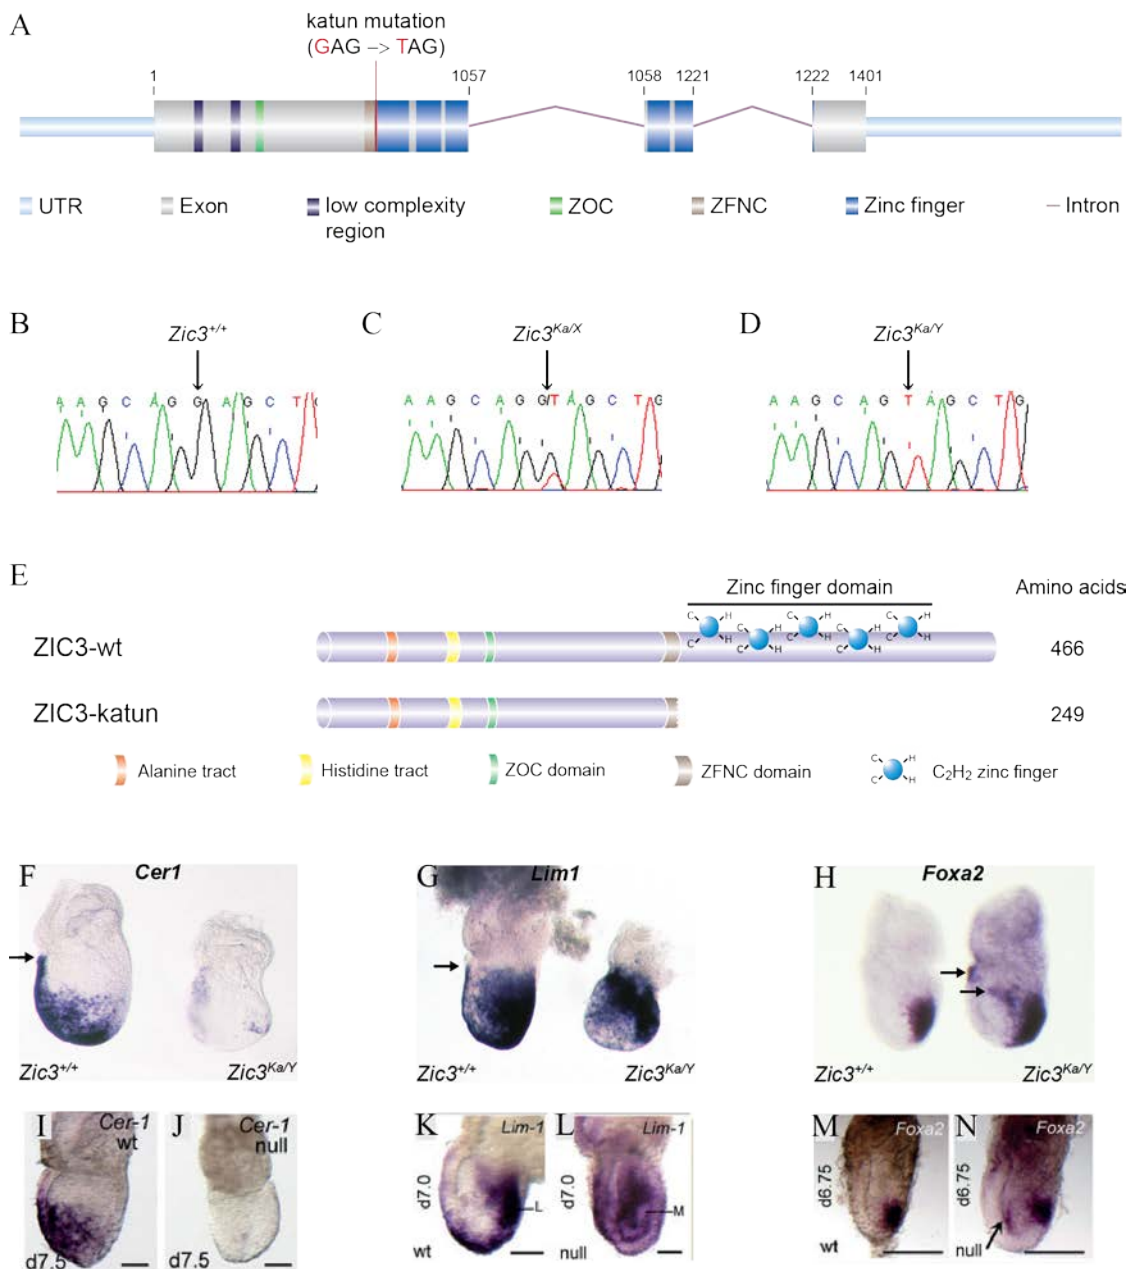 A
katun mutation
(GAG –> TAG)
1 1057 1058 1221 1222 1401
UTR Exon low complexity region ZOC ZFNC Zinc finger Intron
B C D
Zic3+/+ Zic3Ka/X Zic3Ka/Y
A A G C A G G A G C T G
A A G C A G G T A G C T G
A A G C A G T A G C T G
E
Zinc finger domain Amino acids
C H C H C H C H C H
C H C H C H C H C H
ZIC3-wt 466
ZIC3-katun 249
Alanine tract Histidine tract ZOC domain ZFNC domain C H C H C2H2 zinc finger
F Cer1 G Lim1 H Foxa2
Zic3+/+ Zic3Ka/Y Zic3+/+ Zic3Ka/Y Zic3+/+ Zic3Ka/Y
I Cer-1 wt d7.5
J Cer-1 null d7.5
K Lim-1 d7.0 L wt
L Lim-1 d7.0 M null
M Foxa2 d6.75 wt
N Foxa2 d6.75 null